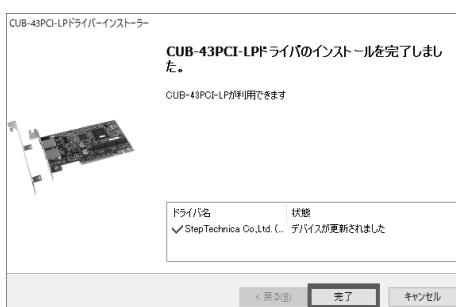 CUB-43PCI-LPドライバーインストーラー
CUB-43PCI-LPドライバのインストールを完了しまし
た。
CUB-43PCI-LPが利用できます
ドライバ名 状態
✓StepTechnica Co,Ltd. (... デバイスが更新されました
< 戻る(B) 完了 キャンセル